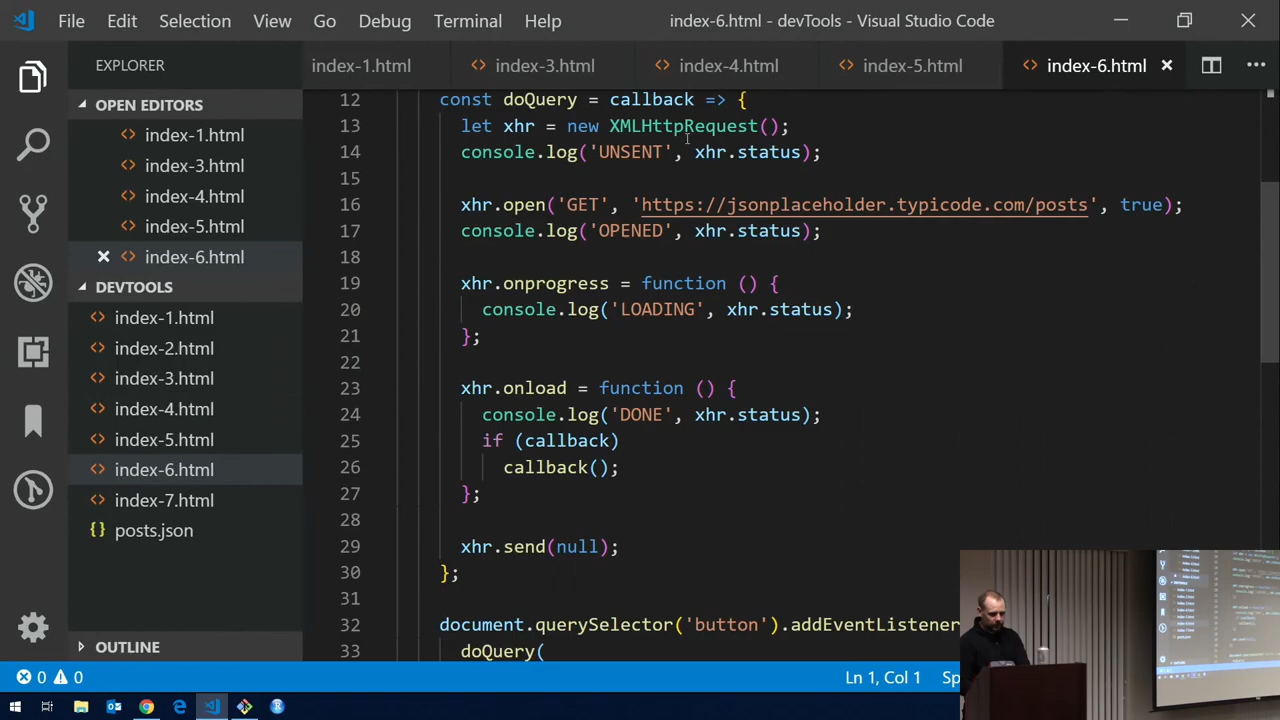 File Edit Selection View Go Debug Terminal Help index-6.html - devTools - Visual Studio Code
EXPLORER
OPEN EDITORS
index-1.html
index-3.html
index-4.html
index-5.html
index-6.html
DEVTOOLS
index-1.html
index-2.html
index-3.html
index-4.html
index-5.html
index-6.html
index-7.html
{} posts.json
OUTLINE
index-1.html index-3.html index-4.html index-5.html index-6.html
12 const doQuery = callback => {
13 let xhr = new XMLHttpRequest();
14 console.log('UNSENT', xhr.status);
15
16 xhr.open('GET', 'https://jsonplaceholder.typicode.com/posts', true);
17 console.log('OPENED', xhr.status);
18
19 xhr.onprogress = function () {
20 console.log('LOADING', xhr.status);
21 };
22
23 xhr.onload = function () {
24 console.log('DONE', xhr.status);
25 if (callback)
26 callback();
27 };
28
29 xhr.send(null);
30 };
31
32 document.querySelector('button').addEventListener
33 doQuery(
0 0 Ln 1, Col 1